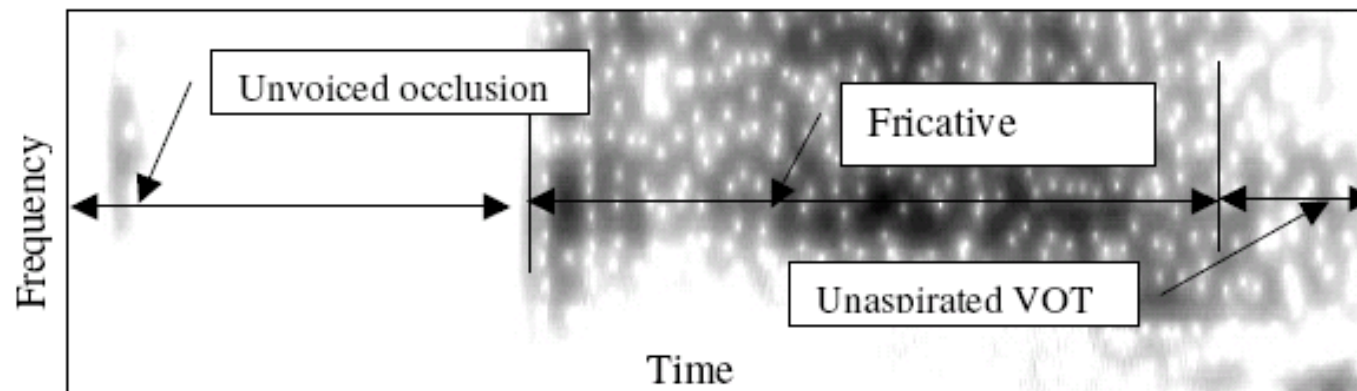 Unvoiced occlusion
Fricative
Frequency
Unaspirated VOT
Time